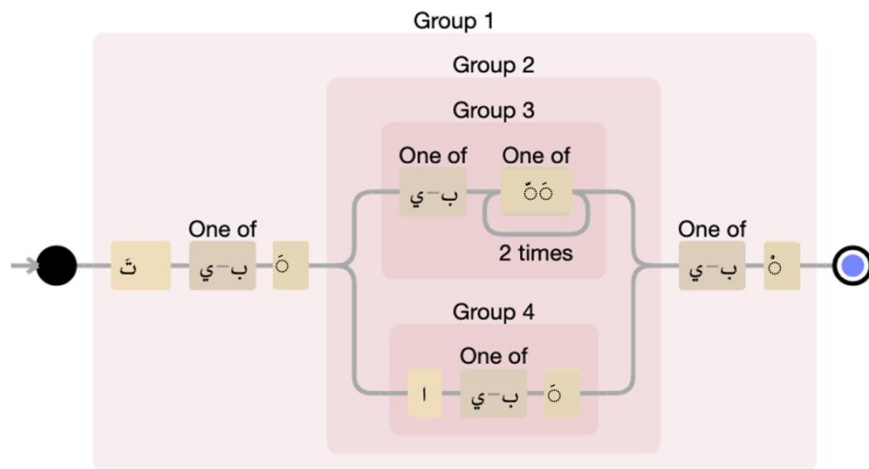 Group 1
Group 2
Group 3
One of One of
ب-ي ◌َ◌ّ
2 times
One of One of
تَ ب-ي ◌َ ب-ي ◌ْ
Group 4
One of
ا ب-ي ◌َ